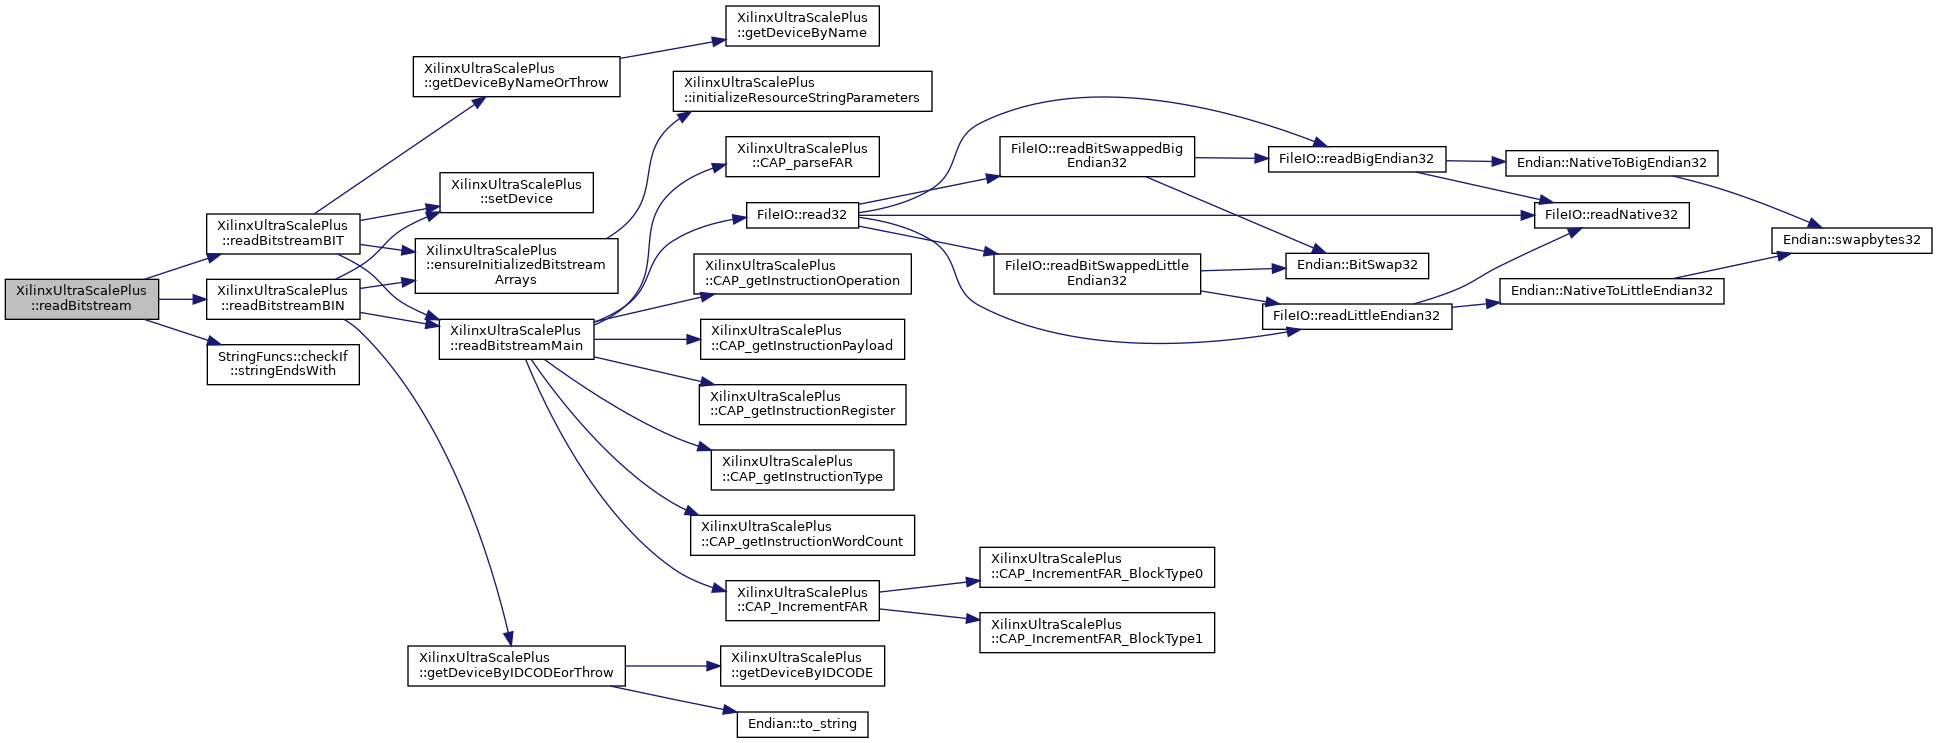 XilinxUltraScalePlus
::readBitstream
XilinxUltraScalePlus
::readBitstreamBIT
XilinxUltraScalePlus
::readBitstreamBIN
StringFuncs::checkIf
::stringEndsWith
XilinxUltraScalePlus
::getDeviceByNameOrThrow
XilinxUltraScalePlus
::setDevice
XilinxUltraScalePlus
::ensureInitializedBitstream
Arrays
XilinxUltraScalePlus
::readBitstreamMain
XilinxUltraScalePlus
::getDeviceByIDCODEorThrow
XilinxUltraScalePlus
::getDeviceByName
XilinxUltraScalePlus
::initializeResourceStringParameters
XilinxUltraScalePlus
::CAP_parseFAR
FileIO::read32
XilinxUltraScalePlus
::CAP_getInstructionOperation
XilinxUltraScalePlus
::CAP_getInstructionPayload
XilinxUltraScalePlus
::CAP_getInstructionRegister
XilinxUltraScalePlus
::CAP_getInstructionType
XilinxUltraScalePlus
::CAP_getInstructionWordCount
XilinxUltraScalePlus
::CAP_IncrementFAR
XilinxUltraScalePlus
::getDeviceByIDCODE
Endian::to_string
FileIO::readBitSwappedBig
Endian32
FileIO::readBitSwappedLittle
Endian32
XilinxUltraScalePlus
::CAP_IncrementFAR_BlockType0
XilinxUltraScalePlus
::CAP_IncrementFAR_BlockType1
FileIO::readBigEndian32
Endian::BitSwap32
FileIO::readLittleEndian32
Endian::NativeToBigEndian32
FileIO::readNative32
Endian::NativeToLittleEndian32
Endian::swapbytes32